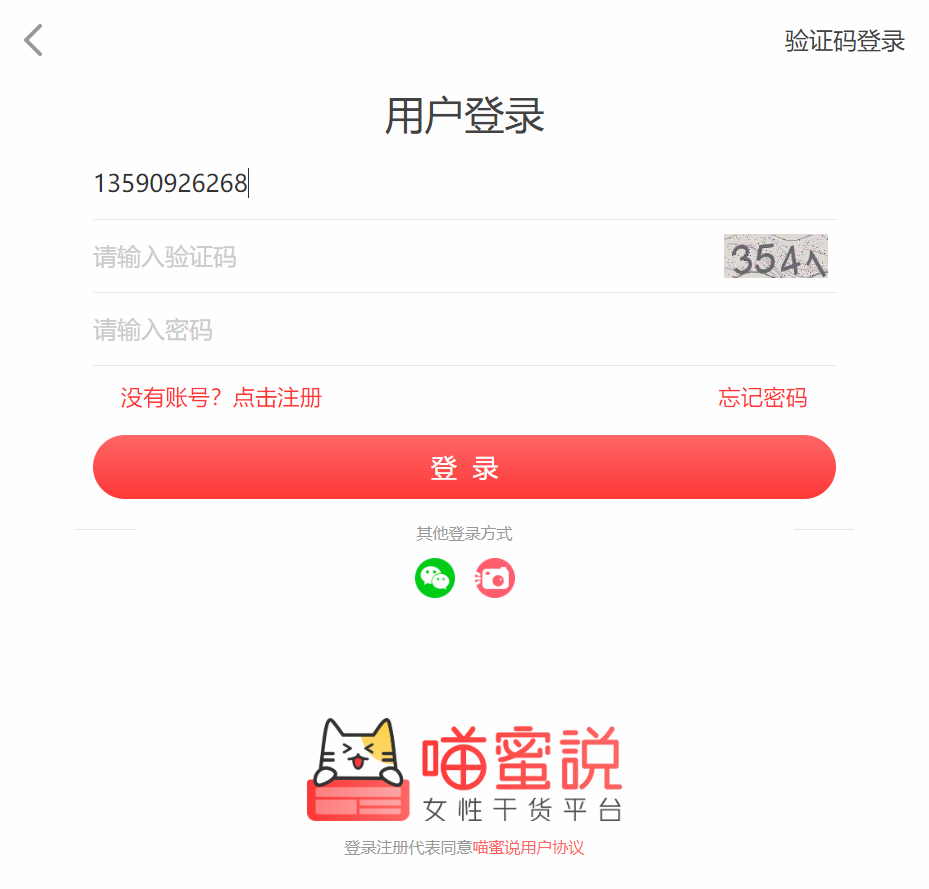 验证码登录
用户登录
13590926268
请输入验证码
请输入密码
没有账号？点击注册
忘记密码
登 录
其他登录方式
喵蜜説
女性干货平台
登录注册代表同意喵蜜说用户协议